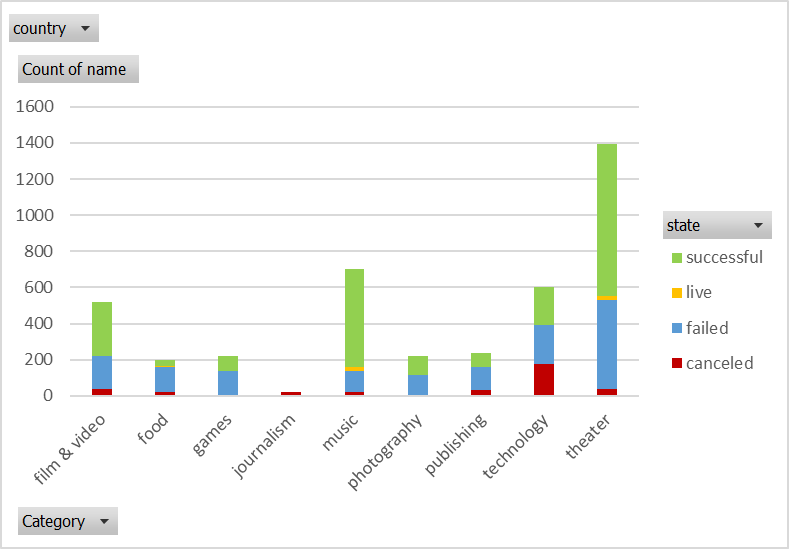 country
Count of name
1600
1400
1200
1000
800
600
400
200
0
film & video
food
games
journalism
music
photography
publishing
technology
theater
state
successful
live
failed
canceled
Category